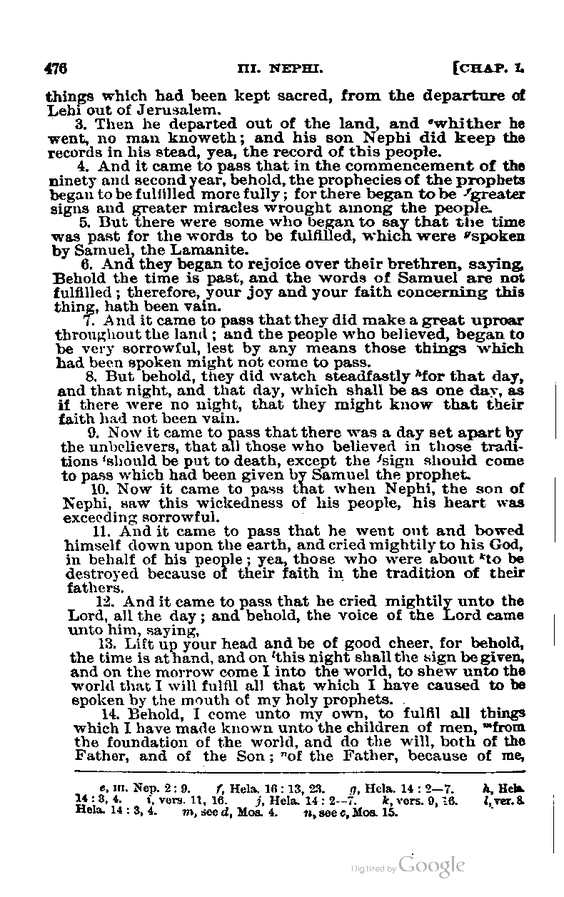 476 III. NEPHI. [CHAP. I.
things which had been kept sacred, from the departure of
Lehi out of Jerusalem.
3. Then he departed out of the land, and ᵉwhither he
went, no man knoweth; and his son Nephi did keep the
records in his stead, yea, the record of this people.
4. And it came to pass that in the commencement of the
ninety and second year, behold, the prophecies of the prophets
began to be fulfilled more fully; for there began to be ᶠgreater
signs and greater miracles wrought among the people.
5. But there were some who began to say that the time
was past for the words to be fulfilled, which were ᵍspoken
by Samuel, the Lamanite.
6. And they began to rejoice over their brethren, saying,
Behold the time is past, and the words of Samuel are not
fulfilled; therefore, your joy and your faith concerning this
thing, hath been vain.
7. And it came to pass that they did make a great uproar
throughout the land; and the people who believed, began to
be very sorrowful, lest by any means those things which
had been spoken might not come to pass.
8. But behold, they did watch steadfastly ʰfor that day,
and that night, and that day, which shall be as one day, as
if there were no night, that they might know that their
faith had not been vain.
9. Now it came to pass that there was a day set apart by
the unbelievers, that all those who believed in those tradi-
tions ⁱshould be put to death, except the ʲsign should come
to pass which had been given by Samuel the prophet.
10. Now it came to pass that when Nephi, the son of
Nephi, saw this wickedness of his people, his heart was
exceeding sorrowful.
11. And it came to pass that he went out and bowed
himself down upon the earth, and cried mightily to his God,
in behalf of his people; yea, those who were about ᵏto be
destroyed because of their faith in the tradition of their
fathers.
12. And it came to pass that he cried mightily unto the
Lord, all the day; and behold, the voice of the Lord came
unto him, saying,
13. Lift up your head and be of good cheer, for behold,
the time is at hand, and on ˡthis night shall the sign be given,
and on the morrow come I into the world, to shew unto the
world that I will fulfil all that which I have caused to be
spoken by the mouth of my holy prophets.
14. Behold, I come unto my own, to fulfil all things
which I have made known unto the children of men, ᵐfrom
the foundation of the world, and do the will, both of the
Father, and of the Son; ⁿof the Father, because of me,
e, III. Nep. 2:9. f, Hela. 16:13, 23. g, Hela. 14:2—7. h, Hela.
14:3, 4. i, vers. 11, 16. j, Hela. 14:2--7. k, vers. 9, 16. l, ver. 8.
Hela. 14:3, 4. m, see d, Mos. 4. n, see c, Mos. 15.
Digitized by Google